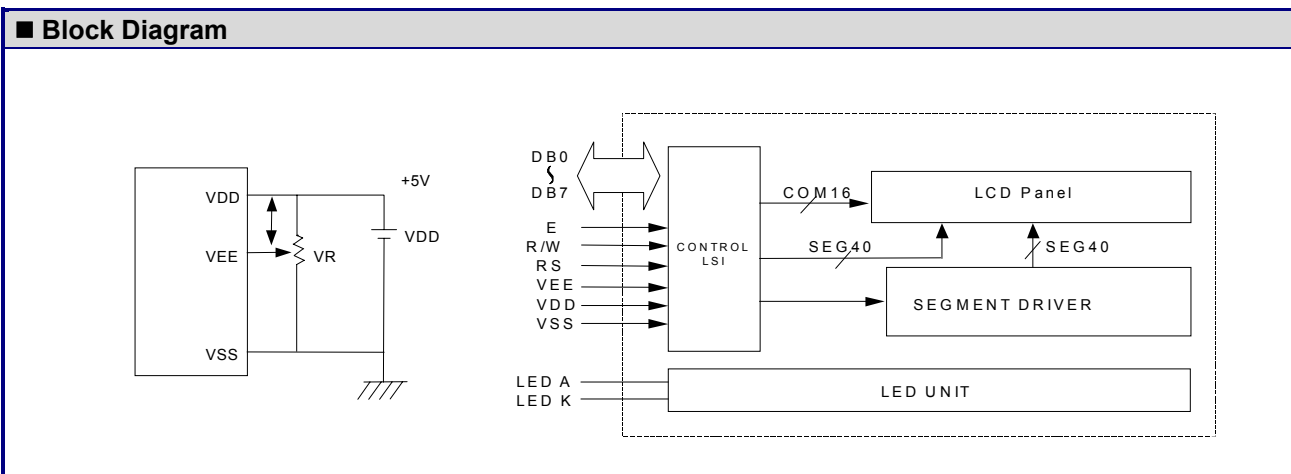 ■ Block Diagram
VDD
VEE
VSS
VR
+5V
VDD
DB0
DB7
E
R/W
RS
VEE
VDD
VSS
LED A
LED K
CONTROL
LSI
COM16
SEG40
LCD Panel
SEG40
SEGMENT DRIVER
LED UNIT